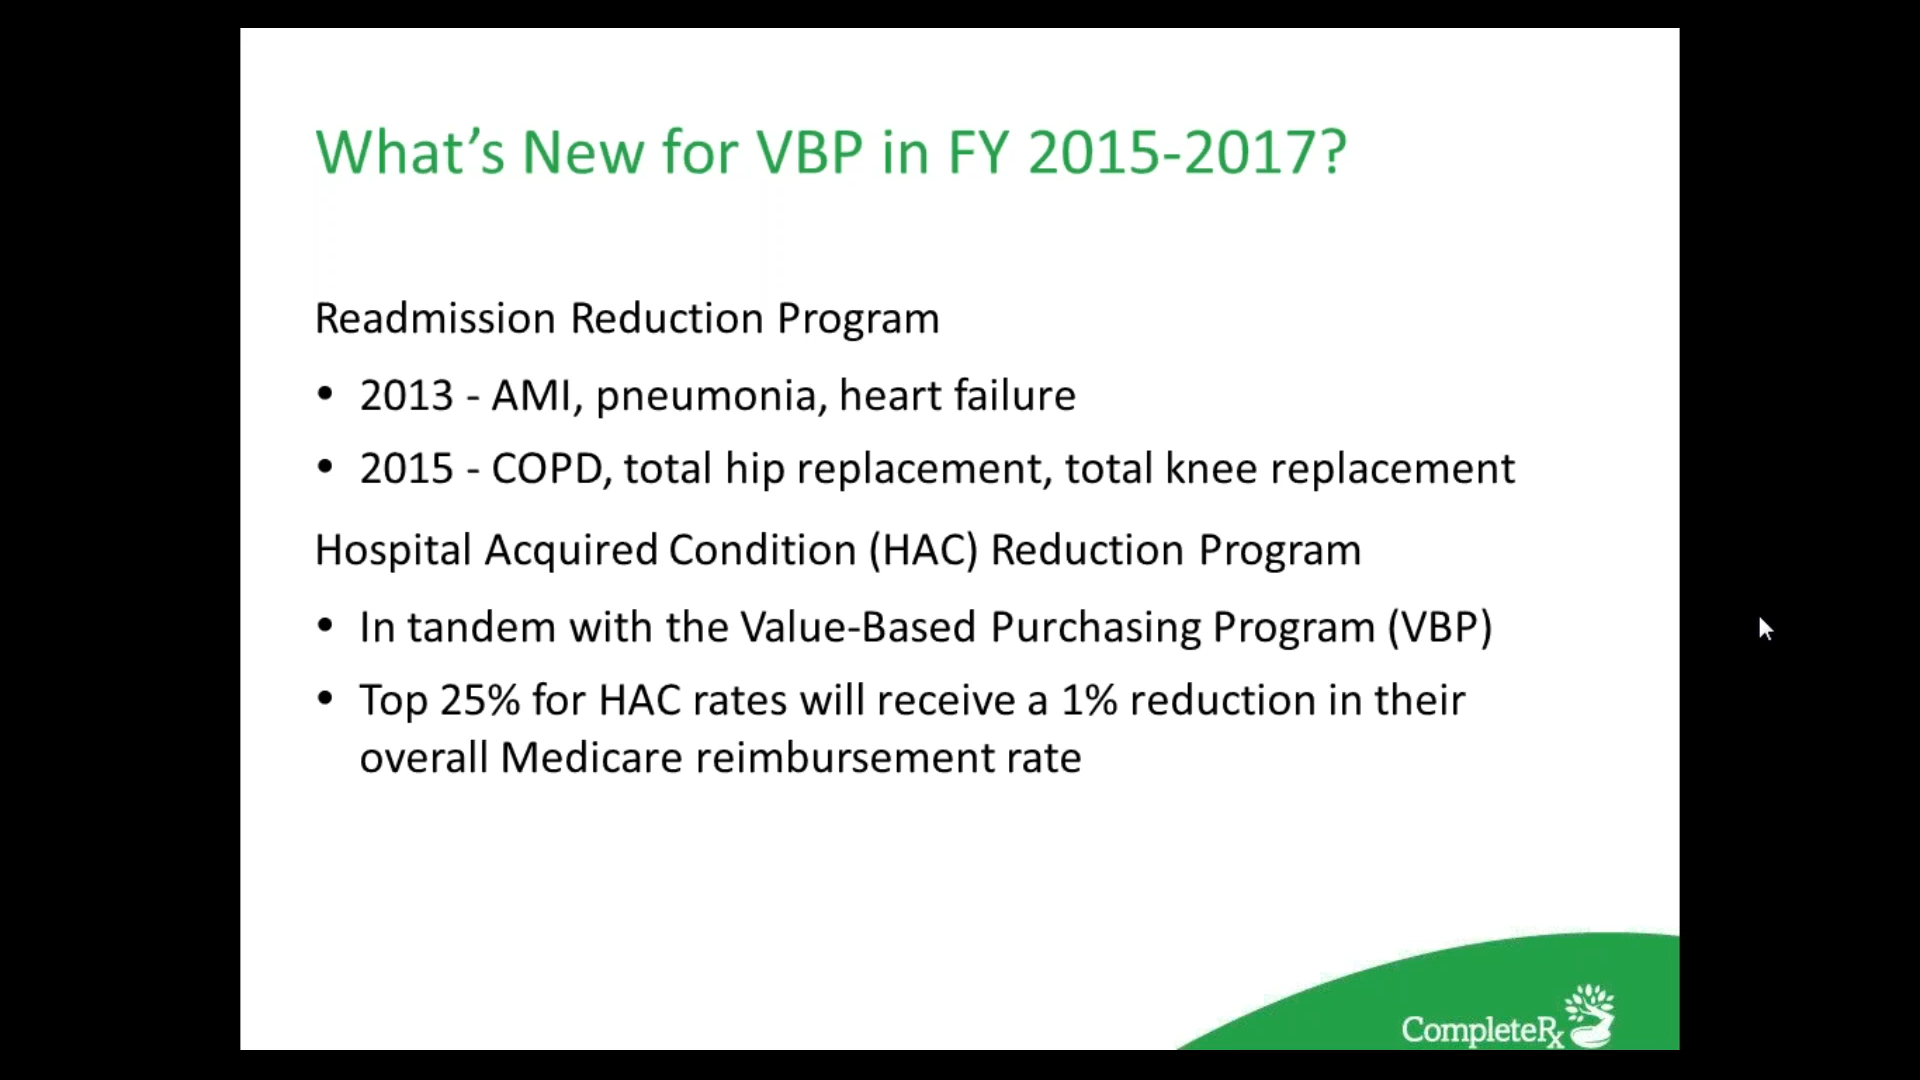 What’s New for VBP in FY 2015-2017?
Readmission Reduction Program
• 2013 - AMI, pneumonia, heart failure
• 2015 - COPD, total hip replacement, total knee replacement
Hospital Acquired Condition (HAC) Reduction Program
• In tandem with the Value-Based Purchasing Program (VBP)
• Top 25% for HAC rates will receive a 1% reduction in their
overall Medicare reimbursement rate
CompleteRx